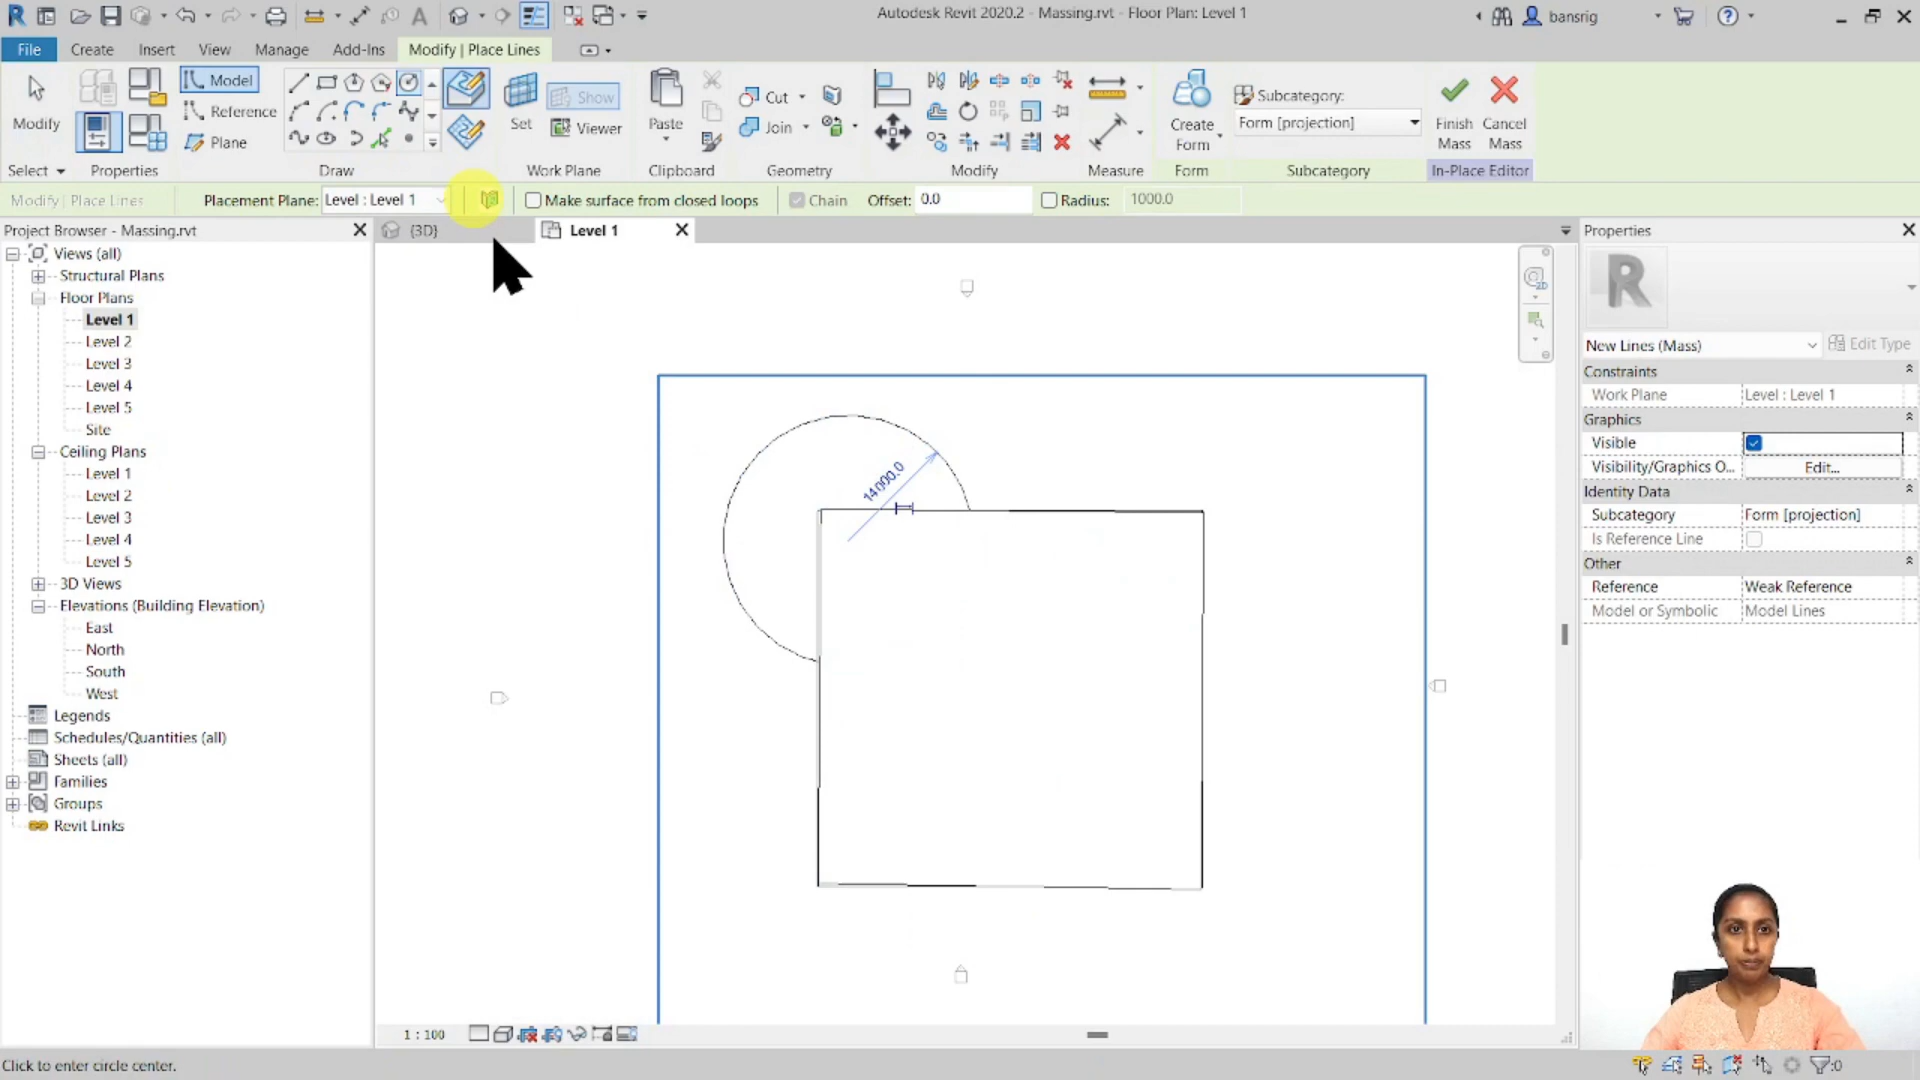 Autodesk Revit 2020.2 - Massing.rvt - Floor Plan: Level 1
bansrig
File
Create
Insert
View
Manage
Add-Ins
Modify | Place Lines
Modify
Model
Reference
Plane
Set
Show
Viewer
Paste
Cut
Join
Create
Form
Subcategory:
Form [projection]
Finish
Mass
Cancel
Mass
Select
Properties
Draw
Work Plane
Clipboard
Geometry
Modify
Measure
Form
Subcategory
In-Place Editor
Modify | Place Lines
Placement Plane: Level : Level 1
Make surface from closed loops
Chain
Offset: 0.0
Radius: 1000.0
Project Browser - Massing.rvt
{3D}
Level 1
Properties
Views (all)
Structural Plans
Floor Plans
Level 1
Level 2
Level 3
Level 4
Level 5
Site
Ceiling Plans
Level 1
Level 2
Level 3
Level 4
Level 5
3D Views
Elevations (Building Elevation)
East
North
South
West
Legends
Schedules/Quantities (all)
Sheets (all)
Families
Groups
Revit Links
14000.0
2D
R
New Lines (Mass)
Edit Type
Constraints
Work Plane Level : Level 1
Graphics
Visible
Visibility/Graphics O... Edit...
Identity Data
Subcategory Form [projection]
Is Reference Line
Other
Reference Weak Reference
Model or Symbolic Model Lines
1 : 100
Click to enter circle center.
:0